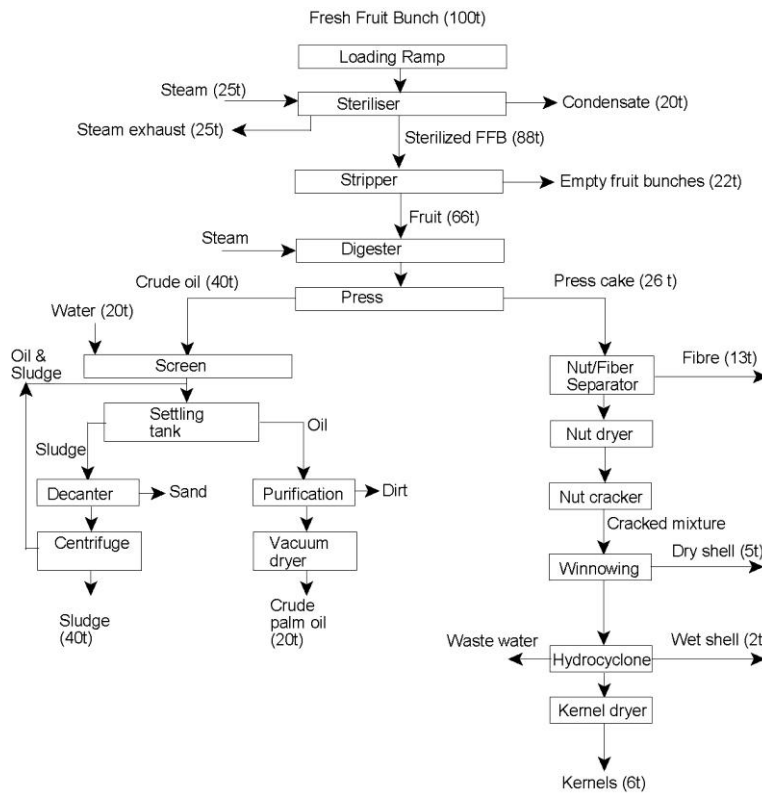 Fresh Fruit Bunch (100t)
Loading Ramp
Steam (25t)
Steriliser
Condensate (20t)
Steam exhaust (25t)
Sterilized FFB (88t)
Stripper
Empty fruit bunches (22t)
Fruit (66t)
Steam
Digester
Crude oil (40t)
Press
Press cake (26 t)
Water (20t)
Oil &
Sludge
Screen
Nut/Fiber
Separator
Fibre (13t)
Settling
tank
Oil
Sludge
Nut dryer
Decanter
Sand
Purification
Dirt
Nut cracker
Cracked mixture
Centrifuge
Vacuum
dryer
Winnowing
Dry shell (5t)
Sludge
(40t)
Crude
palm oil
(20t)
Waste water
Hydrocyclone
Wet shell (2t
Kernel dryer
Kernels (6t)